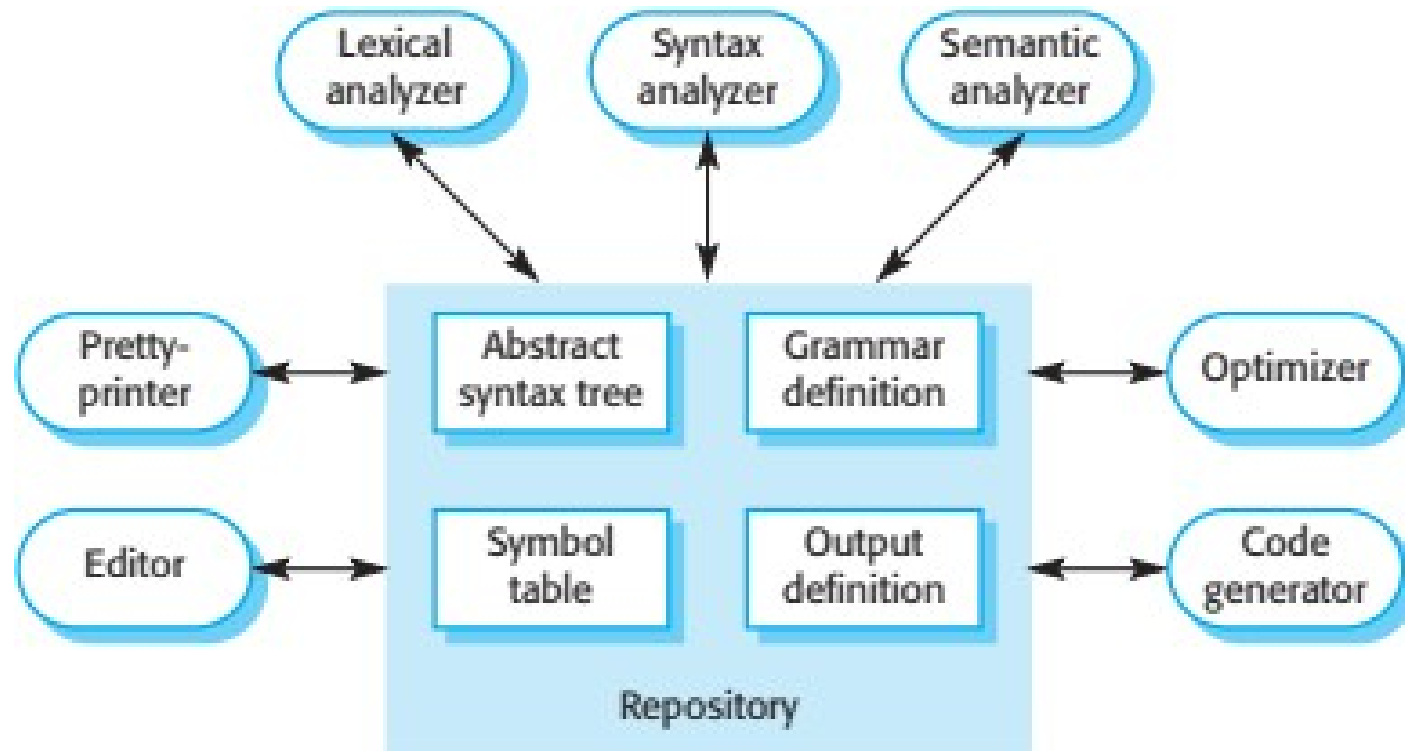 Lexical
analyzer
Syntax
analyzer
Semantic
analyzer
Pretty-
printer
Abstract
syntax tree
Grammar
definition
Optimizer
Editor
Symbol
table
Output
definition
Code
generator
Repository